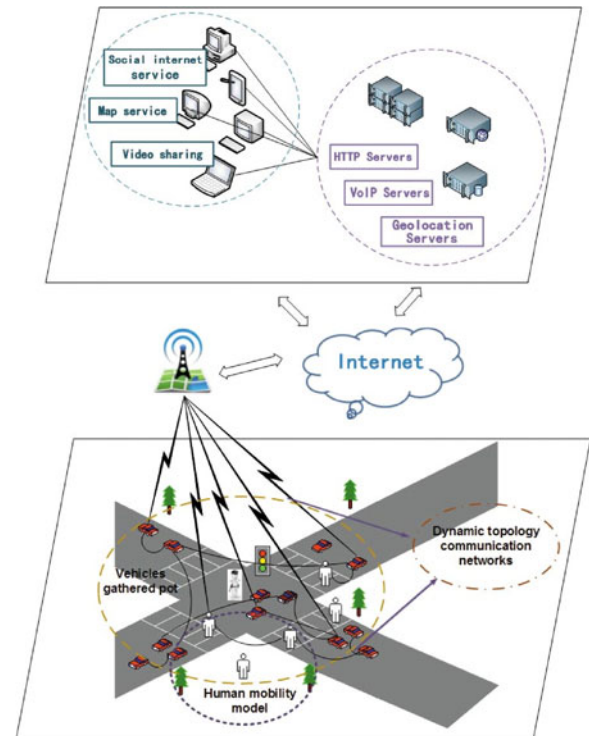 Social internet
service
Map service
Video sharing
HTTP Servers
VoIP Servers
Geolocation
Servers
Internet
Dynamic topology
communication
networks
Vehicles
gathered pot
Human mobility
model